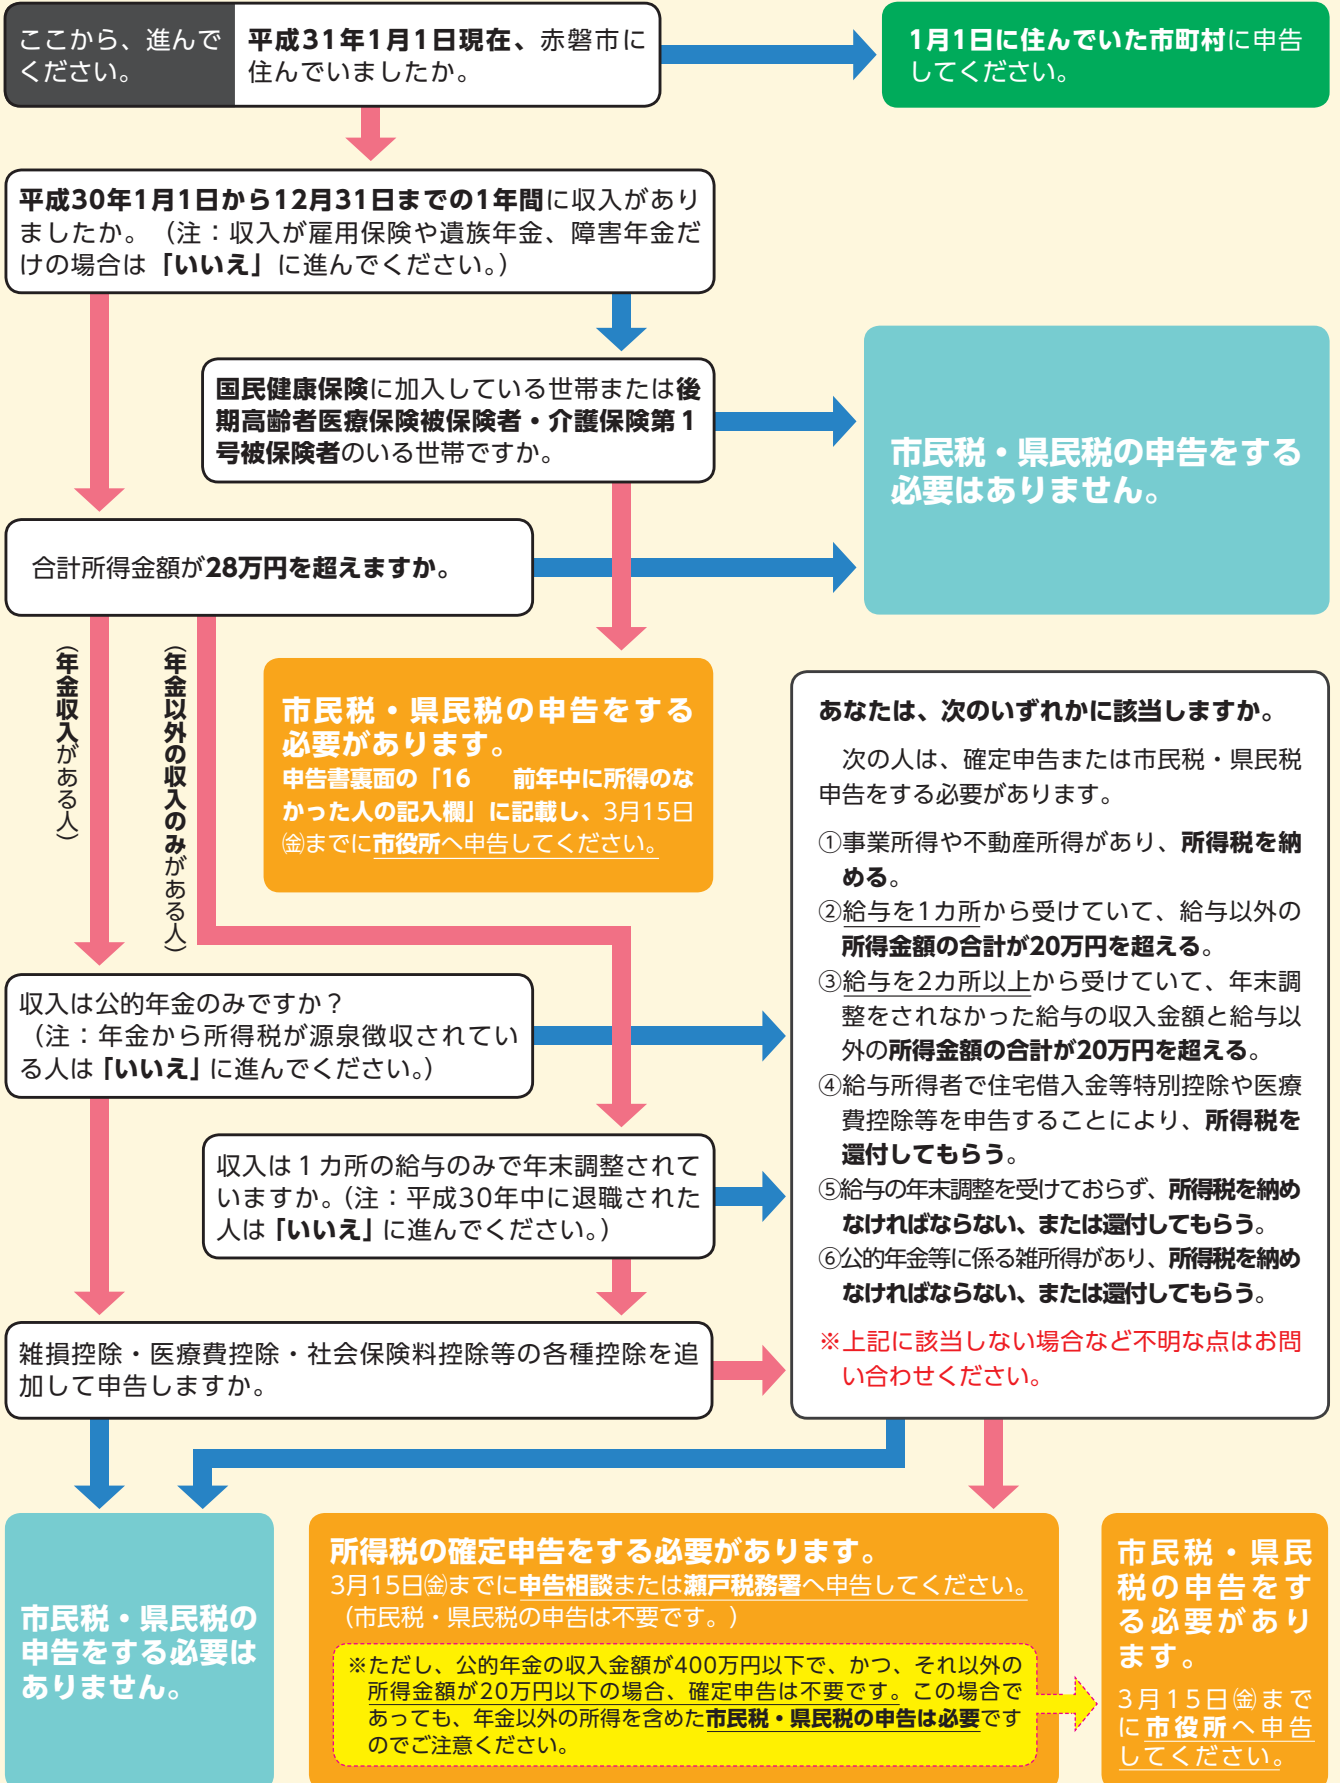 ここから、進んで
ください。
平成31年1月1日現在、赤磐市に
住んでいましたか。
1月1日に住んでいた市町村に申告
してください。
平成30年1月1日から12月31日までの1年間に収入があり
ましたか。（注：収入が雇用保険や遺族年金、障害年金だ
けの場合は「いいえ」に進んでください。）
国民健康保険に加入している世帯または後
期高齢者医療保険被保険者・介護保険第1
号被保険者のいる世帯ですか。
市民税・県民税の申告をする
必要はありません。
合計所得金額が28万円を超えますか。
（年金収入がある人）
（年金以外の収入のみがある人）
市民税・県民税の申告をする
必要があります。
申告書裏面の「16　前年中に所得のな
かった人の記入欄」に記載し、3月15日
㈮までに市役所へ申告してください。
あなたは、次のいずれかに該当しますか。
次の人は、確定申告または市民税・県民税
申告をする必要があります。
①事業所得や不動産所得があり、所得税を納
める。
②給与を1カ所から受けていて、給与以外の
所得金額の合計が20万円を超える。
③給与を2カ所以上から受けていて、年末調
整をされなかった給与の収入金額と給与以
外の所得金額の合計が20万円を超える。
④給与所得者で住宅借入金等特別控除や医療
費控除等を申告することにより、所得税を
還付してもらう。
⑤給与の年末調整を受けておらず、所得税を納め
なければならない、または還付してもらう。
⑥公的年金等に係る雑所得があり、所得税を納め
なければならない、または還付してもらう。
※上記に該当しない場合など不明な点はお問
い合わせください。
収入は公的年金のみですか？
（注：年金から所得税が源泉徴収されてい
る人は「いいえ」に進んでください。）
収入は1カ所の給与のみで年末調整されて
いますか。（注：平成30年中に退職された
人は「いいえ」に進んでください。）
雑損控除・医療費控除・社会保険料控除等の各種控除を追
加して申告しますか。
市民税・県民税の
申告をする必要は
ありません。
所得税の確定申告をする必要があります。
3月15日㈮までに申告相談または瀬戸税務署へ申告してください。
（市民税・県民税の申告は不要です。）
※ただし、公的年金の収入金額が400万円以下で、かつ、それ以外の
所得金額が20万円以下の場合、確定申告は不要です。この場合で
あっても、年金以外の所得を含めた市民税・県民税の申告は必要です
のでご注意ください。
市民税・県民
税の申告をす
る必要があり
ます。
3月15日㈮まで
に市役所へ申告
してください。